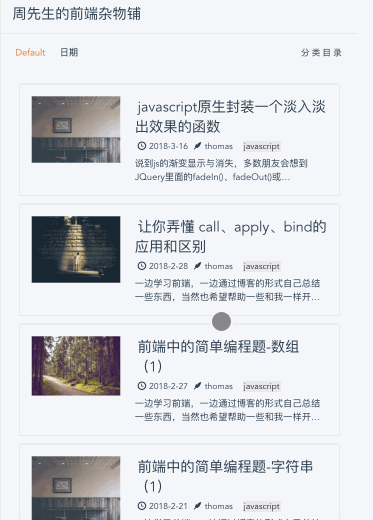 周先生的前端杂物铺
Default 日期 分类目录
javascript原生封装一个淡入淡
出效果的函数
2018-3-16 thomas javascript
说到js的渐变显示与消失，多数朋友会想到
JQuery里面的fadeIn()、fadeOut()或...
让你弄懂 call、apply、bind的
应用和区别
2018-2-28 thomas javascript
一边学习前端，一边通过博客的形式自己总结
一些东西，当然也希望帮助一些和我一样开...
前端中的简单编程题-数组
（1）
2018-2-27 thomas javascript
一边学习前端，一边通过博客的形式自己总结
一些东西，当然也希望帮助一些和我一样开...
前端中的简单编程题-字符串
（1）
2018-2-21 thomas javascript